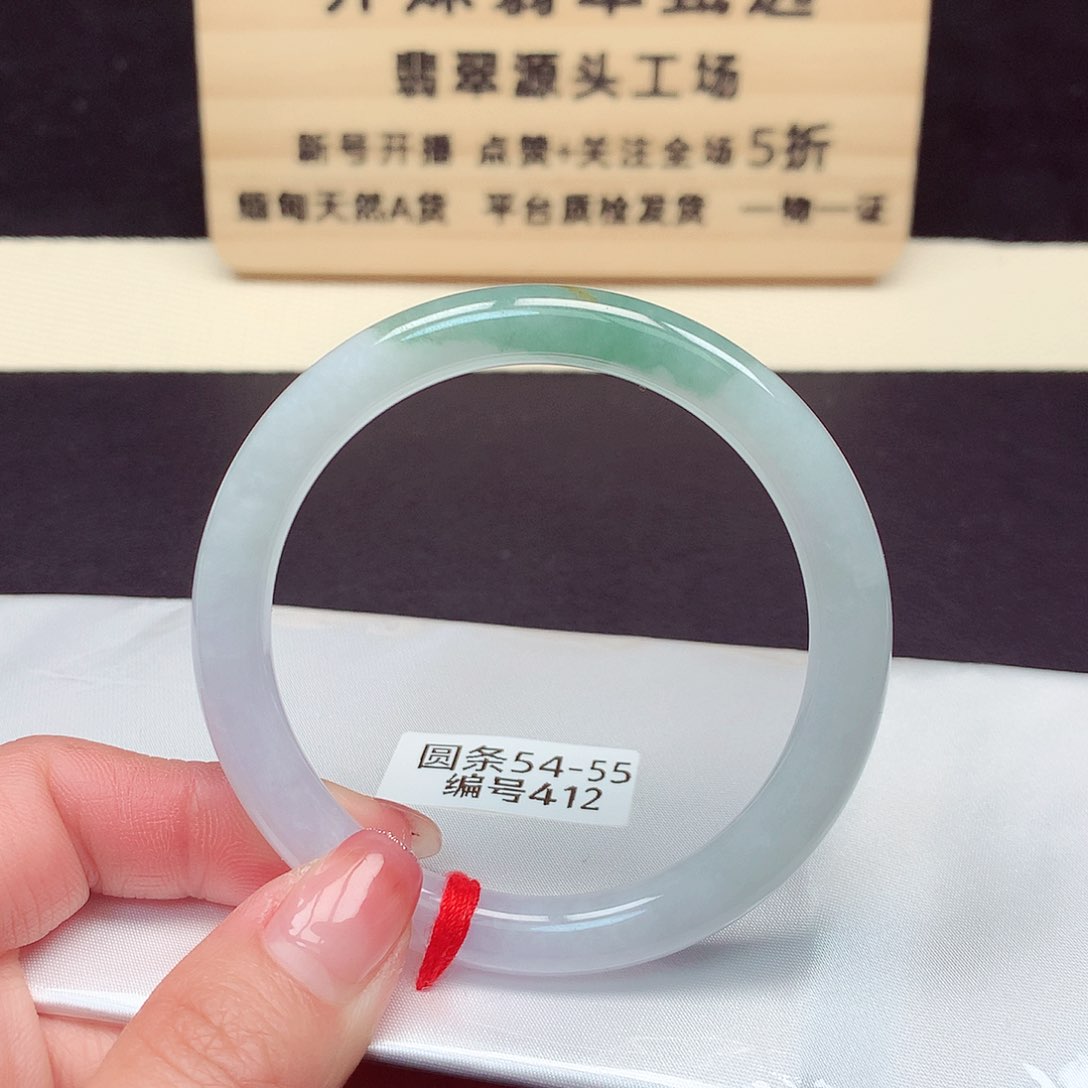 翡翠源头工场
新号开播 点赞+关注全场5折
缅甸天然A货 平台质检发货 一物一证
圆条54-55
编号412